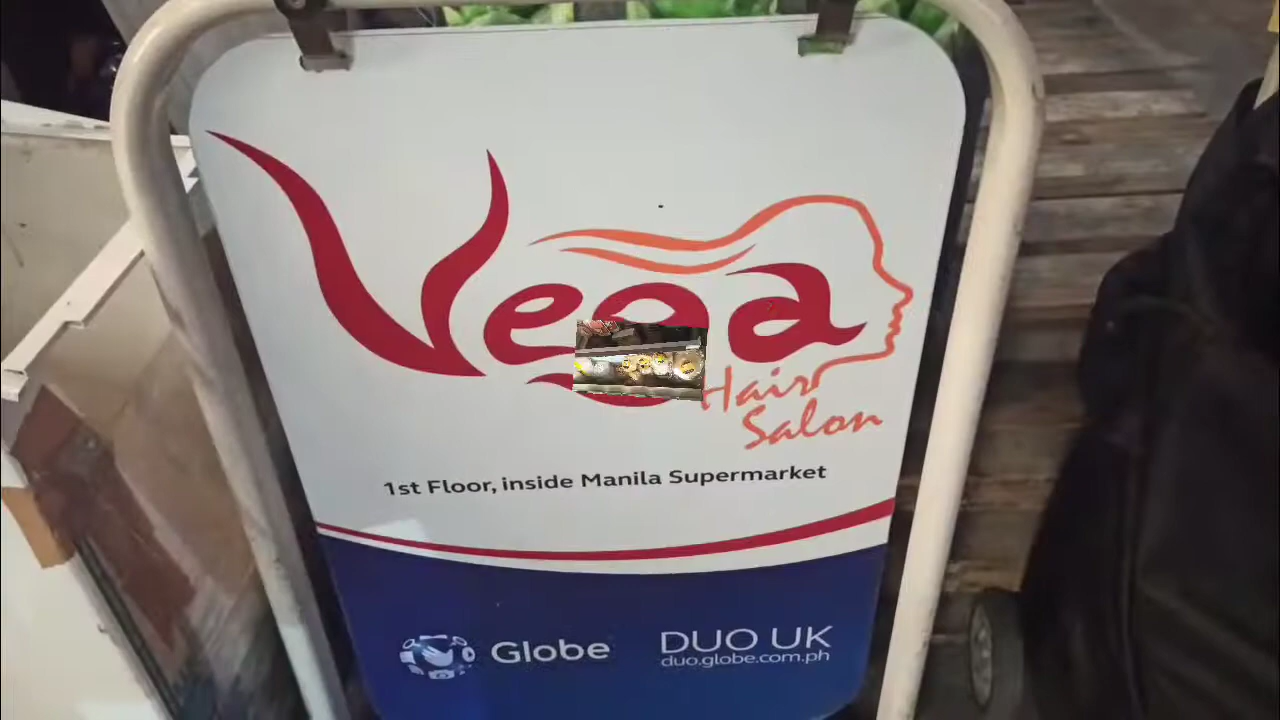 Vega
Hair
Salon
1st Floor, inside Manila Supermarket
Globe
DUO UK
duo.globe.com.ph